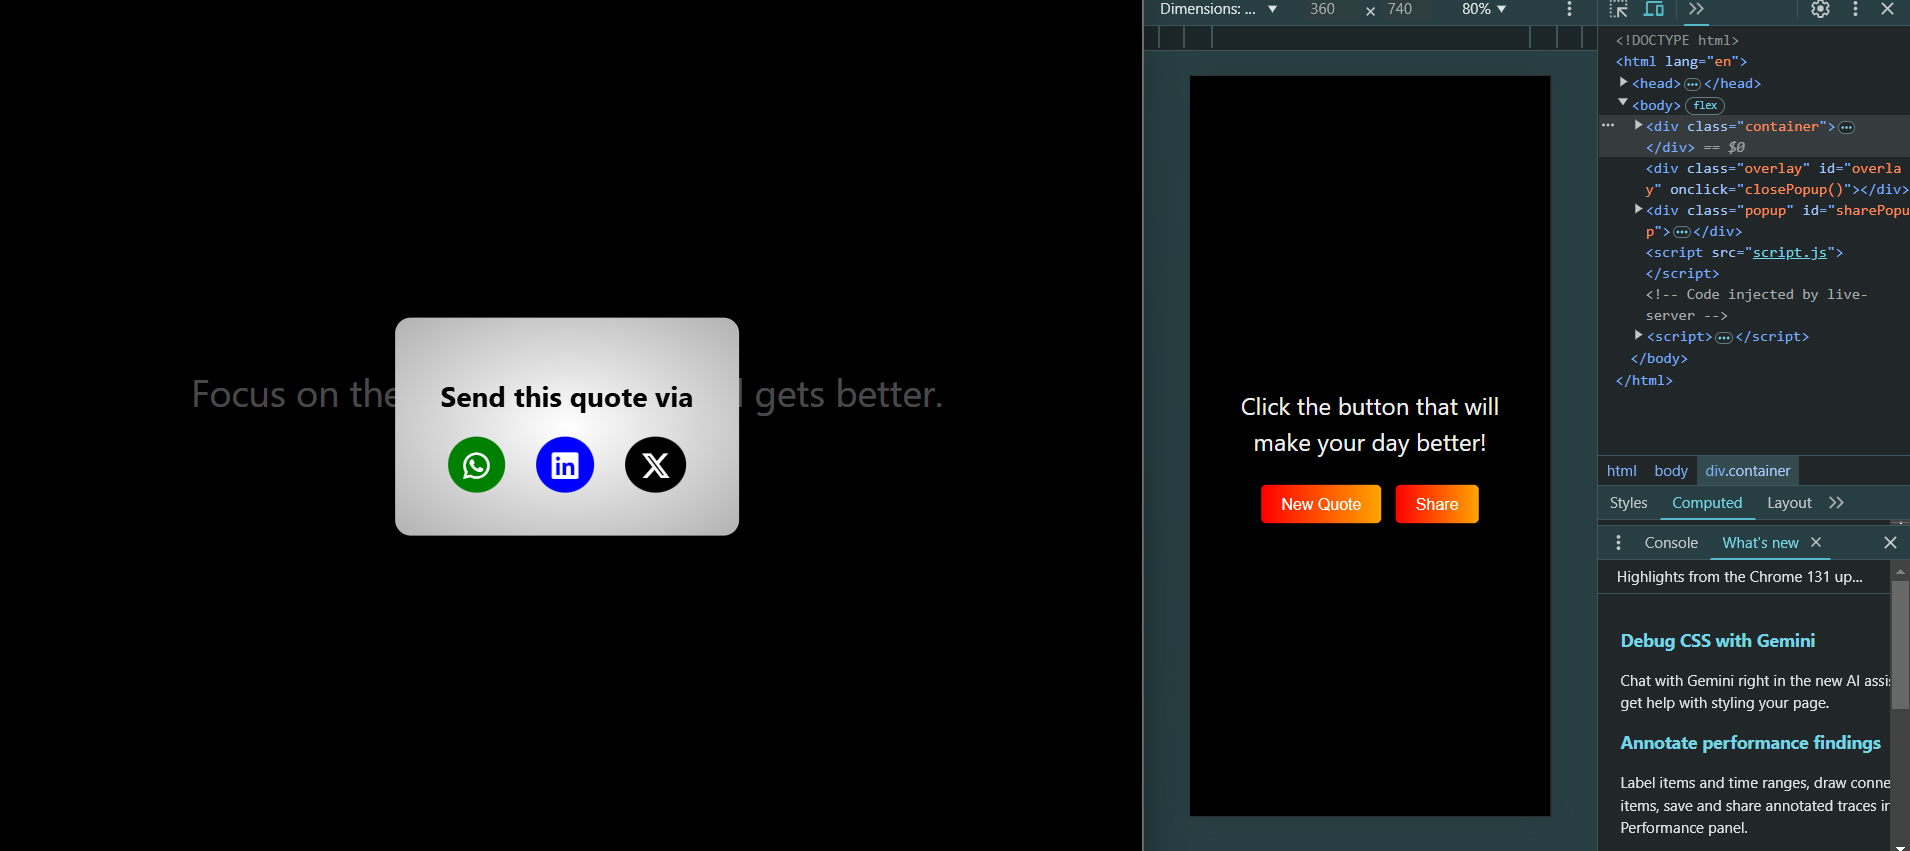 Focus on the
l gets better.
Send this quote via
in
X
Dimensions: ... 360 × 740 80%
Click the button that will
make your day better!
New Quote Share
<!DOCTYPE html>
<html lang="en">
<head>…</head>
<body> flex
<div class="container">…
</div> == $0
<div class="overlay" id="overla
y" onclick="closePopup()"></div>
<div class="popup" id="sharePopu
p">…</div>
<script src="script.js">
</script>
<!-- Code injected by live-
server -->
<script>…</script>
</body>
</html>
html body div.container
Styles Computed Layout
Console What's new
Highlights from the Chrome 131 up...
Debug CSS with Gemini
Chat with Gemini right in the new AI assi
get help with styling your page.
Annotate performance findings
Label items and time ranges, draw conne
items, save and share annotated traces in
Performance panel.